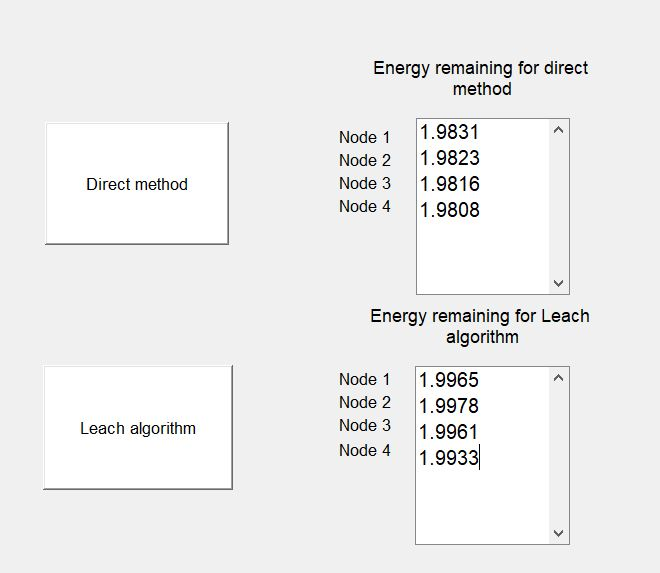 Energy remaining for direct
method
Direct method
Node 1 1.9831
Node 2 1.9823
Node 3 1.9816
Node 4 1.9808
Energy remaining for Leach
algorithm
Leach algorithm
Node 1 1.9965
Node 2 1.9978
Node 3 1.9961
Node 4 1.9933